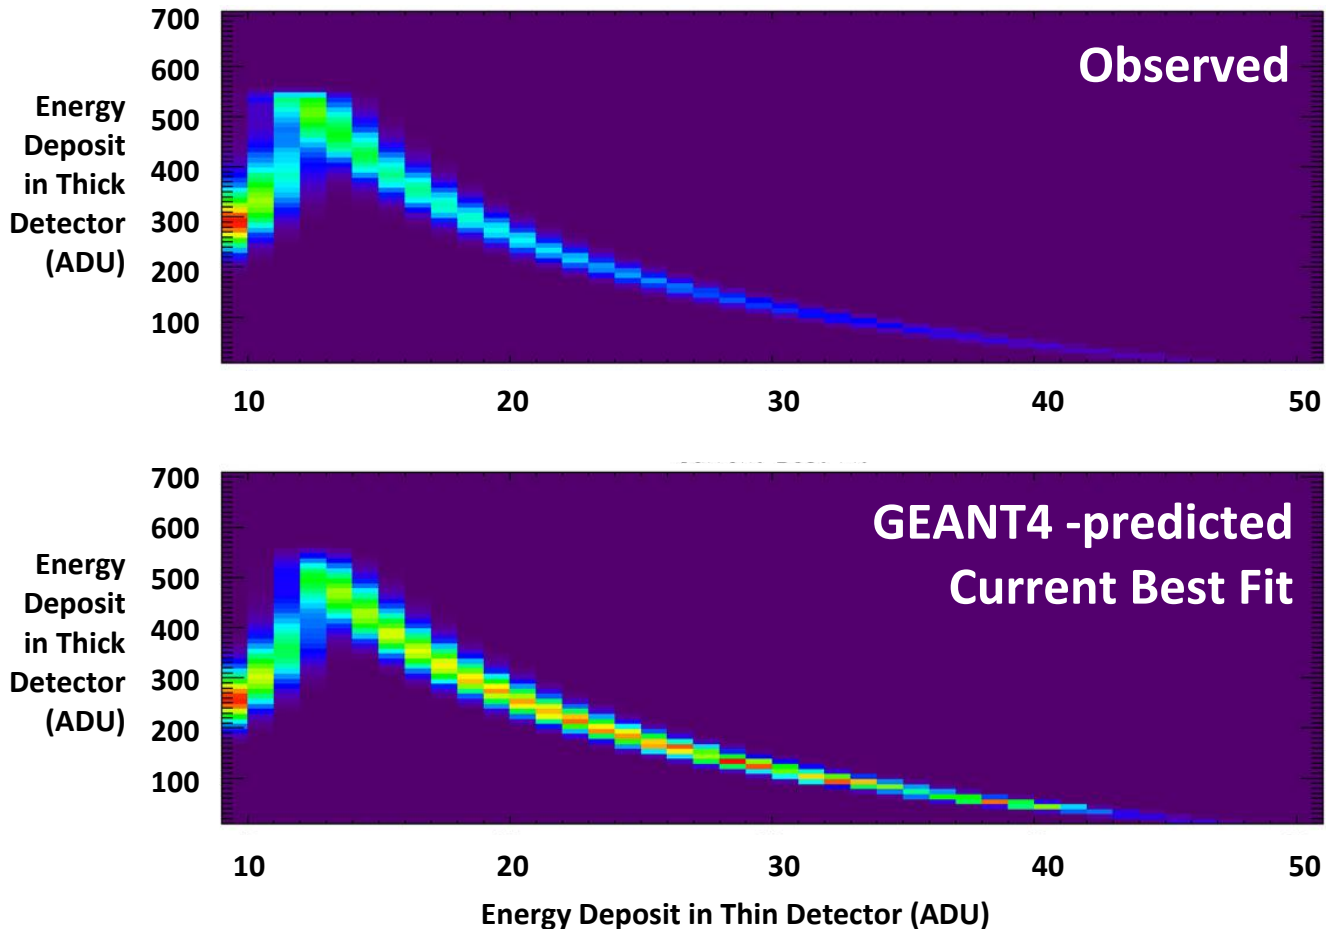 700
600
500
400
300
200
100
Energy
Deposit
in Thick
Detector
(ADU)
Observed
10 20 30 40 50
700
600
500
400
300
200
100
Energy
Deposit
in Thick
Detector
(ADU)
GEANT4 -predicted
Current Best Fit
10 20 30 40 50
Energy Deposit in Thin Detector (ADU)